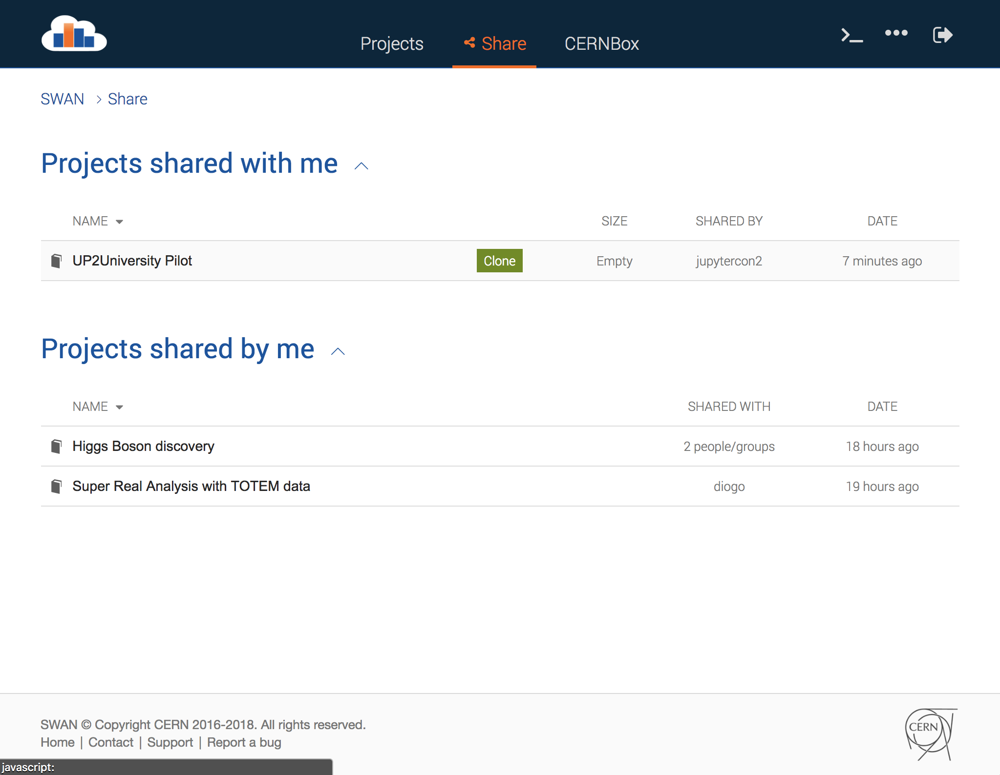 Projects Share CERNBox
SWAN > Share
Projects shared with me
NAME SIZE SHARED BY DATE
UP2University Pilot Clone Empty jupytercon2 7 minutes ago
Projects shared by me
NAME SHARED WITH DATE
Higgs Boson discovery 2 people/groups 18 hours ago
Super Real Analysis with TOTEM data diogo 19 hours ago
SWAN © Copyright CERN 2016-2018. All rights reserved.
Home | Contact | Support | Report a bug
CERN
javascript: